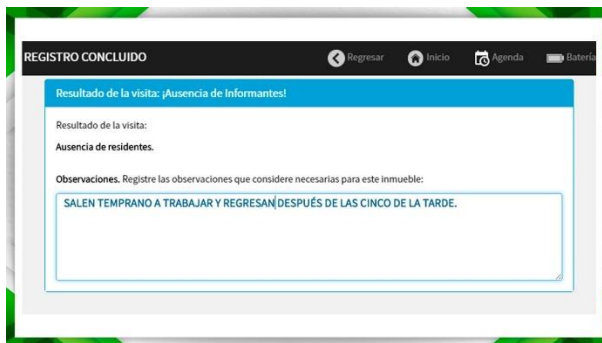 REGISTRO CONCLUIDO Regresar Inicio Agenda Batería
Resultado de la visita: ¡Ausencia de Informantes!
Resultado de la visita:
Ausencia de residentes.
Observaciones. Registre las observaciones que considere necesarias para este inmueble:
SALEN TEMPRANO A TRABAJAR Y REGRESAN DESPUÉS DE LAS CINCO DE LA TARDE.